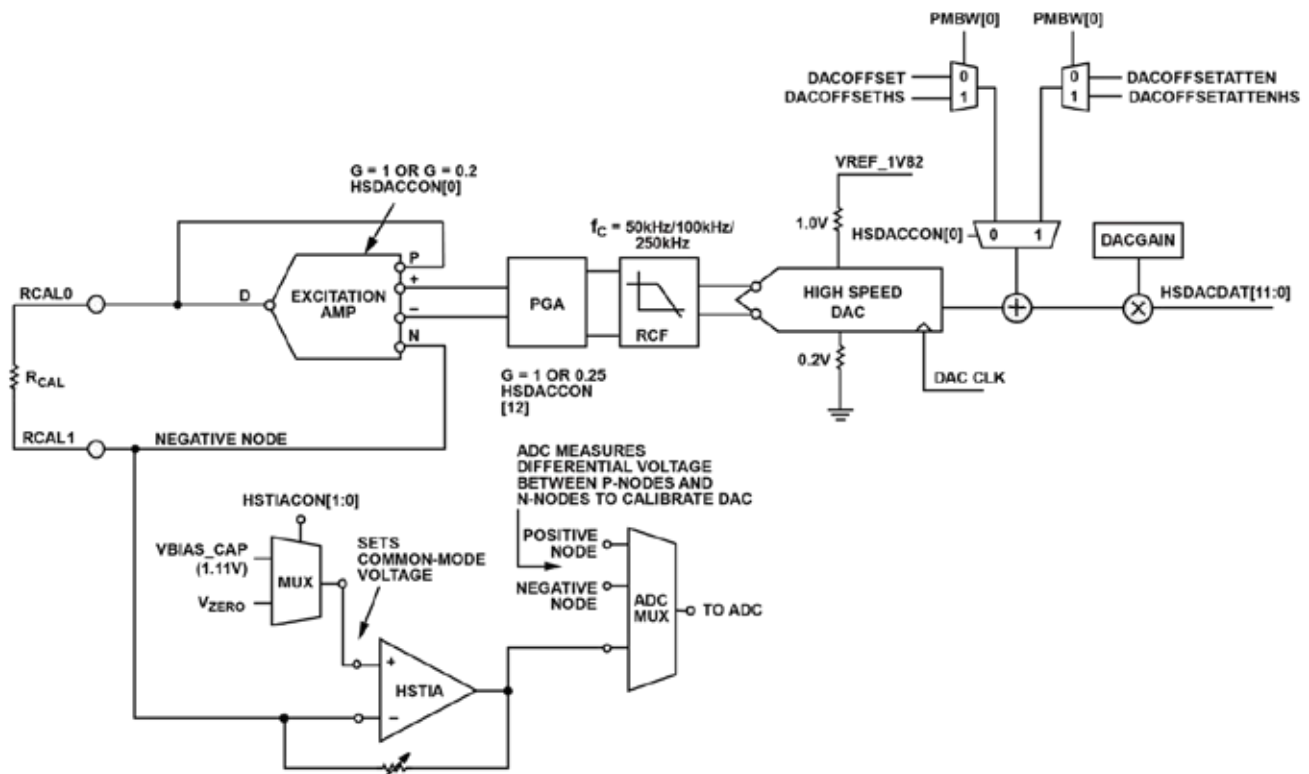 PMBW[0]
PMBW[0]
DACOFFSET
DACOFFSETHS
0
1
0
1
DACOFFSETATTEN
DACOFFSETATTENHS
G = 1 OR G = 0.2
HSDACCON[0]
VREF_1V82
1.0V
fC = 50kHz/100kHz/
250kHz
HSDACCON[0]
0 1
DACGAIN
RCAL0
D
EXCITATION
AMP
P
+
−
N
PGA
RCF
HIGH SPEED
DAC
+
×
HSDACDAT[11:0]
RCAL
G = 1 OR 0.25
HSDACCON
[12]
0.2V
DAC CLK
RCAL1
NEGATIVE NODE
ADC MEASURES
DIFFERENTIAL VOLTAGE
BETWEEN P-NODES AND
N-NODES TO CALIBRATE DAC
HSTIACON[1:0]
VBIAS_CAP
(1.11V)
VZERO
MUX
SETS
COMMON-MODE
VOLTAGE
POSITIVE
NODE
NEGATIVE
NODE
ADC
MUX
TO ADC
+
HSTIA
−